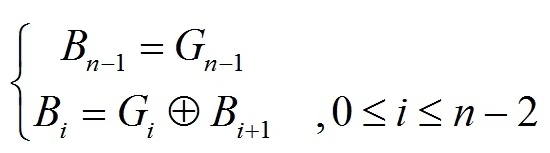 B_{n-1} = G_{n-1}
B_i = G_i ⊕ B_{i+1} , 0 ≤ i ≤ n − 2